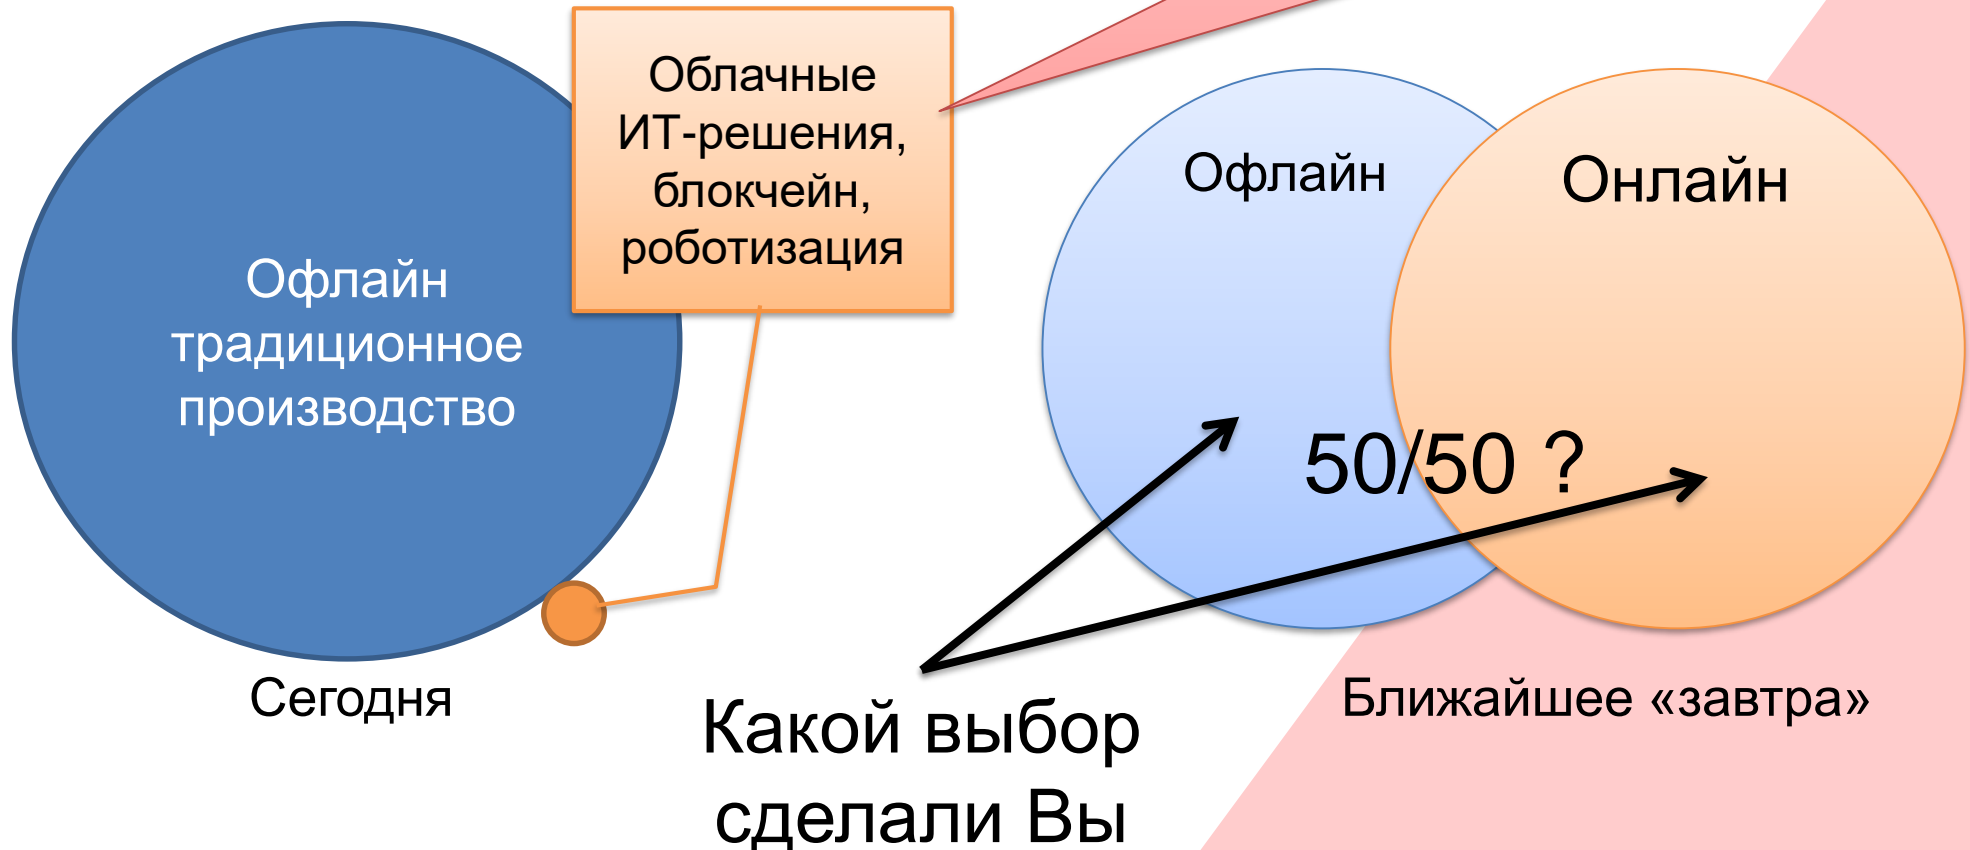 Облачные
ИТ-решения,
блокчейн,
роботизация
Офлайн
традиционное
производство
Сегодня
Офлайн
Онлайн
50/50 ?
Ближайшее «завтра»
Какой выбор
сделали Вы